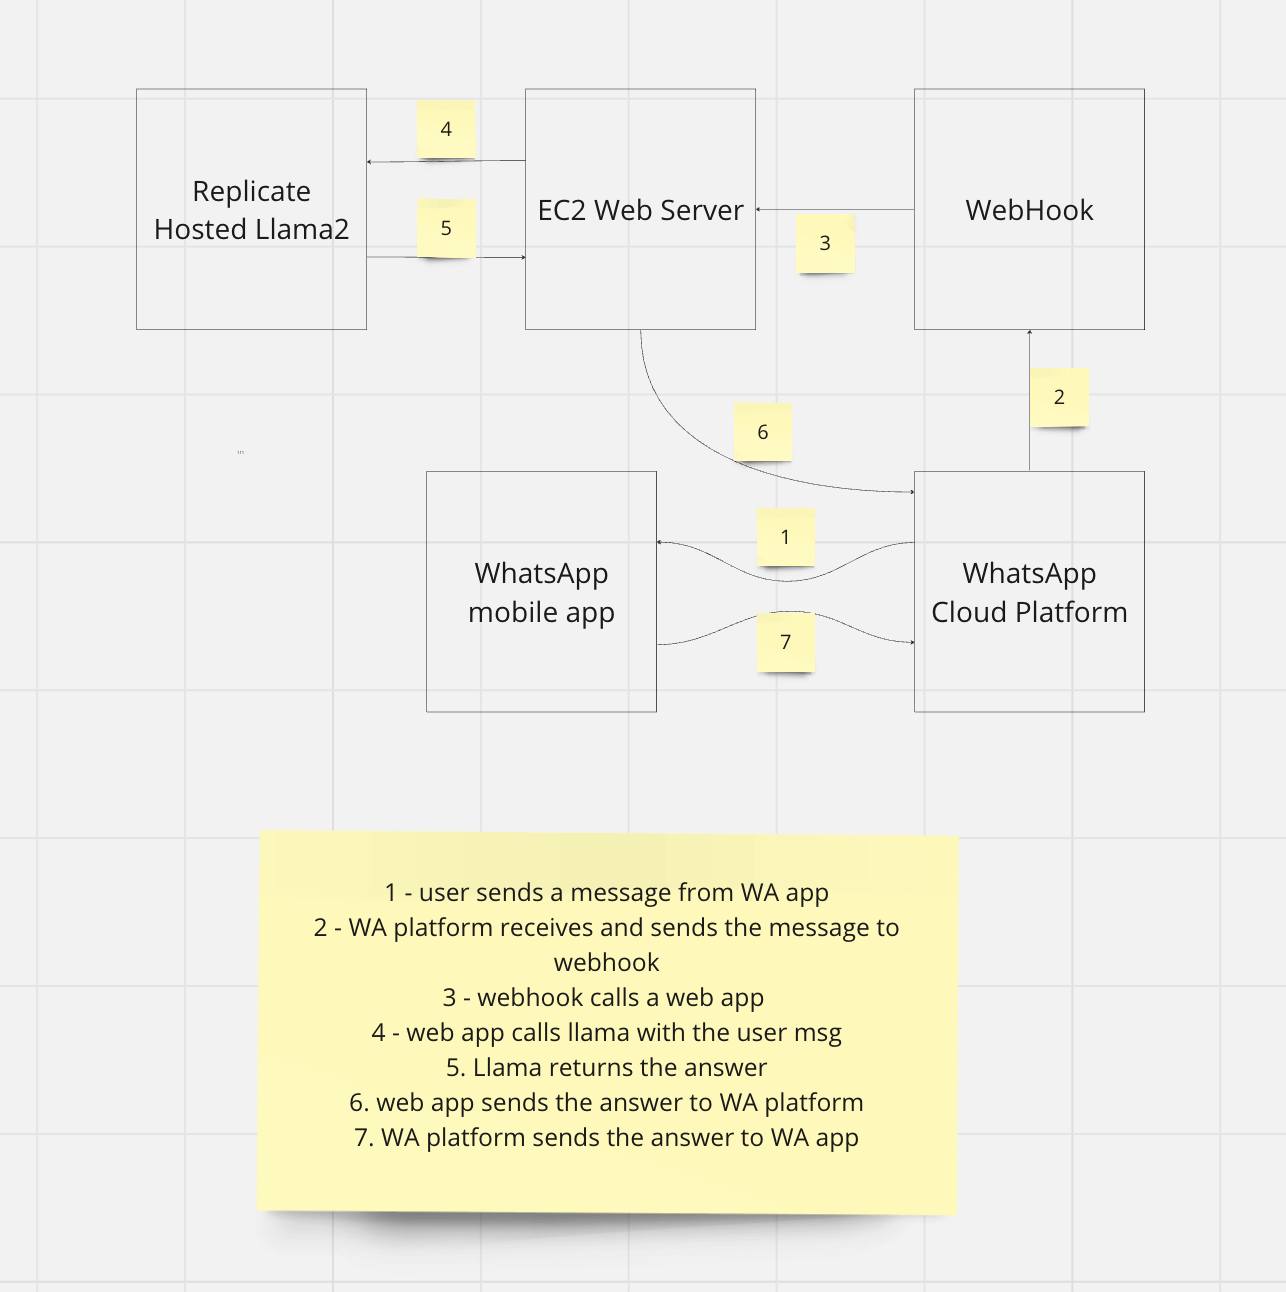 4
Replicate
Hosted Llama2
5
EC2 Web Server
3
WebHook
2
6
1
WhatsApp
mobile app
WhatsApp
Cloud Platform
7
1 - user sends a message from WA app
2 - WA platform receives and sends the message to
webhook
3 - webhook calls a web app
4 - web app calls llama with the user msg
5. Llama returns the answer
6. web app sends the answer to WA platform
7. WA platform sends the answer to WA app